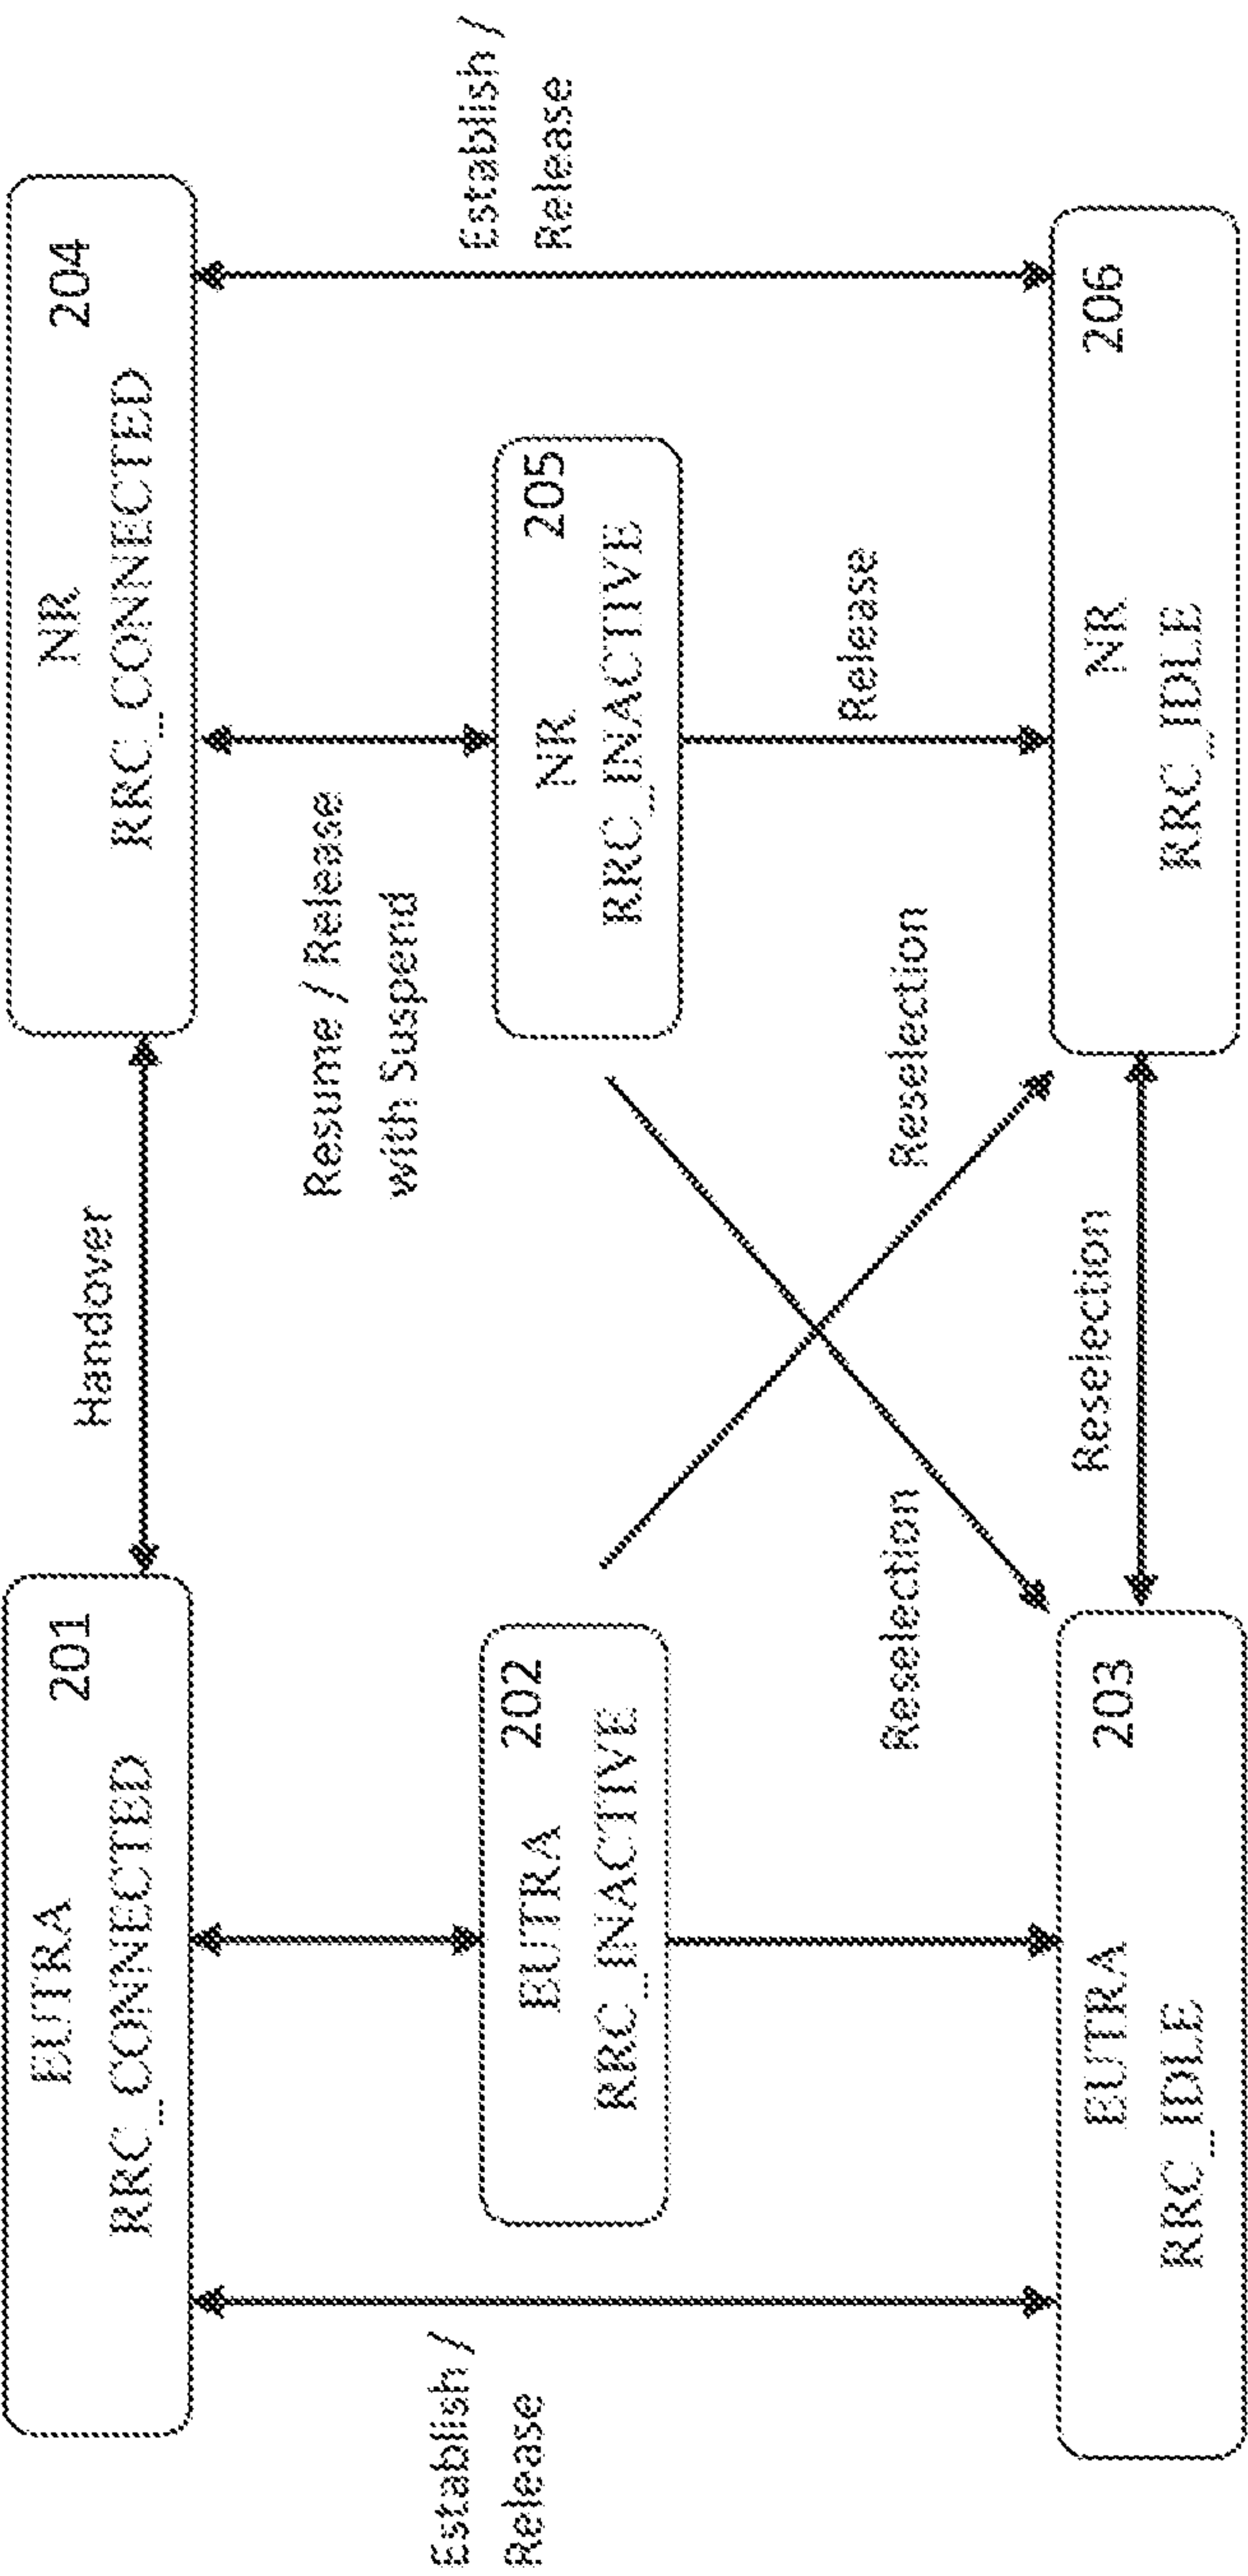 EUTRA
201
RRC_CONNECTED
Handover
NR
204
RRC_CONNECTED
Establish /
Release
EUTRA
202
RRC_INACTIVE
Resume / Release
with Suspend
NR
205
RRC_INACTIVE
Establish /
Release
Reselection
Reselection
Release
EUTRA
203
RRC_IDLE
Reselection
NR
206
RRC_IDLE